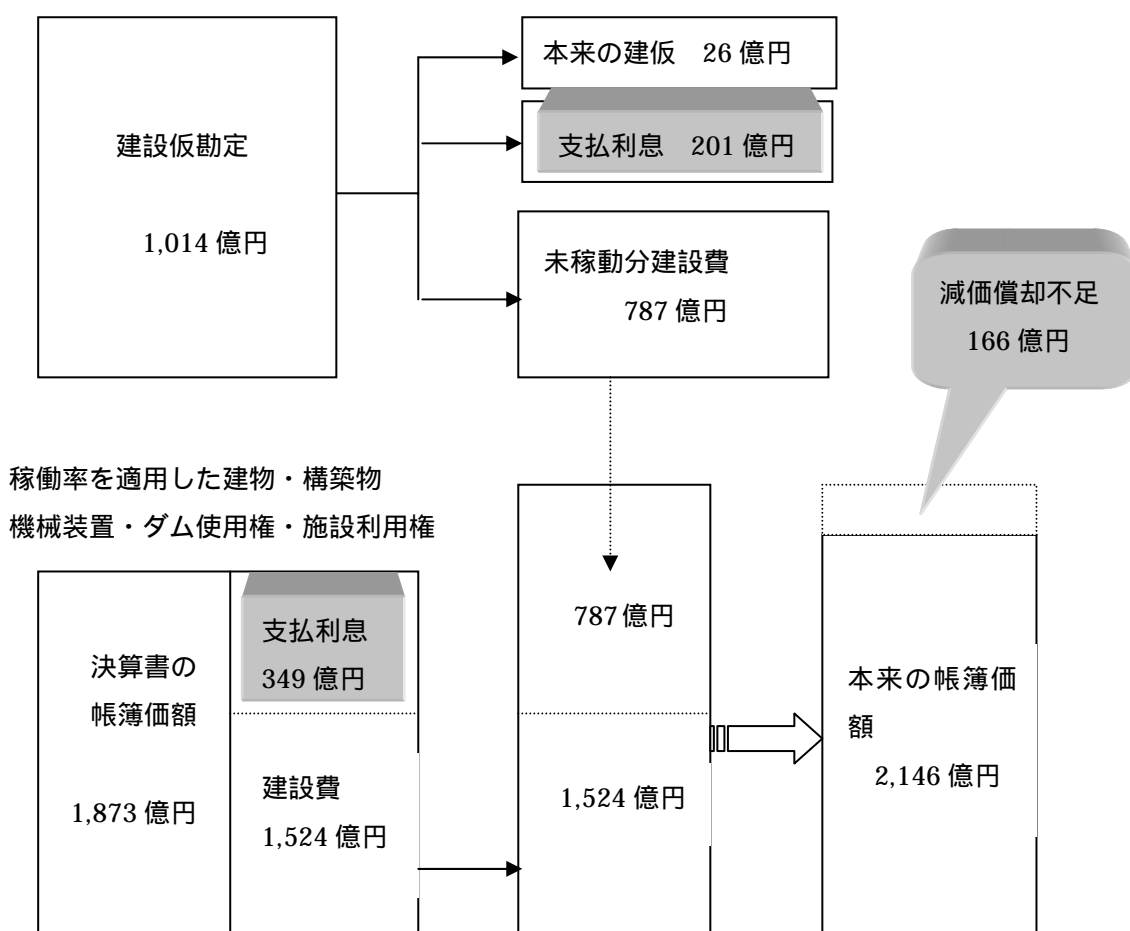 本来の建仮 26 億円
建設仮勘定
1,014 億円
支払利息 201 億円
未稼動分建設費
787 億円
減価償却不足
166 億円
稼働率を適用した建物・構築物
機械装置・ダム使用権・施設利用権
決算書の
帳簿価額
1,873 億円
支払利息
349 億円
建設費
1,524 億円
787 億円
1,524 億円
本来の帳簿価
額
2,146 億円